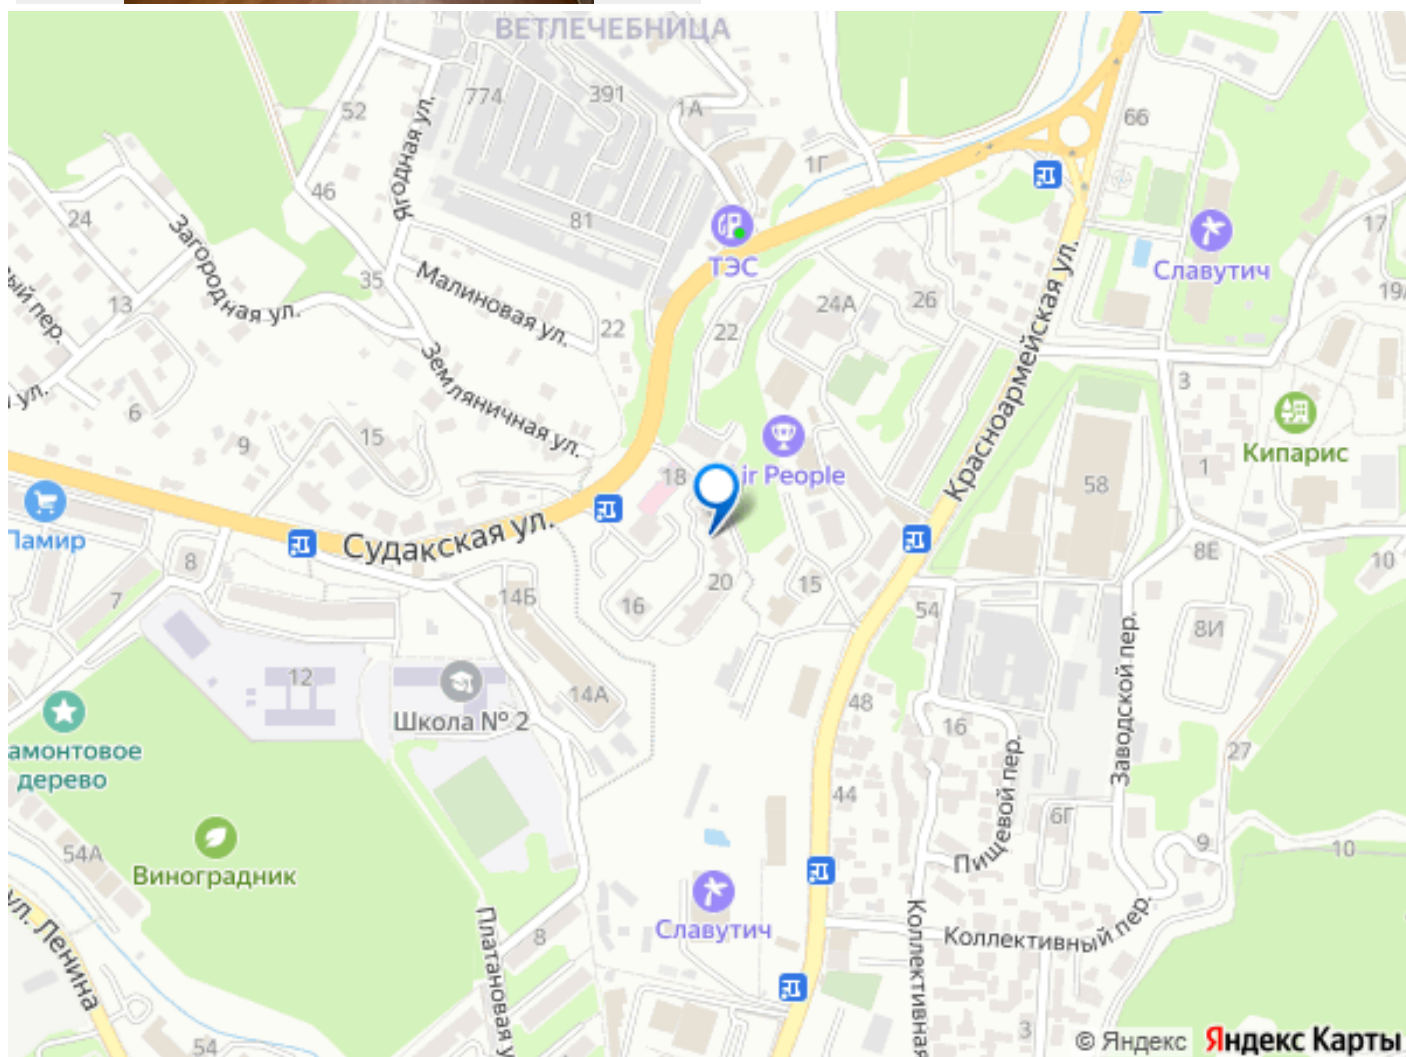 ВЕТЛЕЧЕБНИЦА
774
391
1А
52
66
Ягодная ул.
1Г
46
24
81
17
Загородная ул.
ТЭС
Славутич
35
Малиновая ул.
13
пер.
22
22
24А
26
19
Красноармейская ул.
Земляничная ул.
3
ул.
6
9
15
Кипарис
18
ir People
1
58
Памир
Судакская ул.
8
8Е
10
7
14Б
16
20
15
54
8И
12
14А
Школа № 2
48
16
Заводской пер.
27
амонтовое
дерево
Пищевой пер.
44
6Г
9
10
54А
Виноградник
ул. Ленина
Славутич
Платановая у
8
Коллективная
Коллективный пер.
54
3
© Яндекс Яндекс Карты